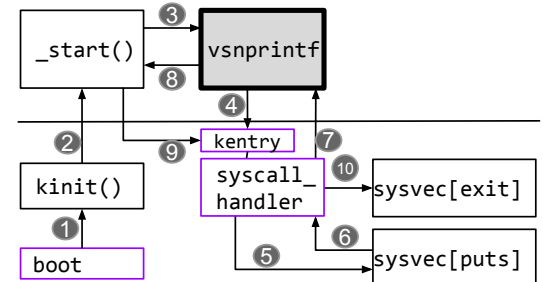 3
_start()
vsnprintf
8
4
2
9
kentry
7
kinit()
syscall_
handler
10
sysvec[exit]
1
6
5
boot
sysvec[puts]